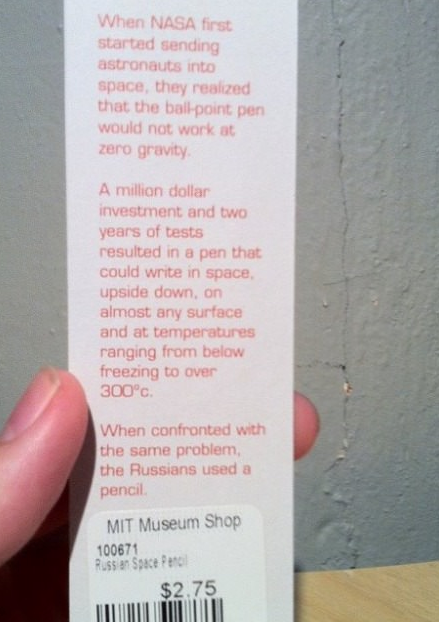 When NASA first
started sending
astronauts into
space, they realized
that the ball-point pen
would not work at
zero gravity.
A million dollar
investment and two
years of tests
resulted in a pen that
could write in space,
upside down, on
almost any surface
and at temperatures
ranging from below
freezing to over
300°c.
When confronted with
the same problem,
the Russians used a
pencil.
MIT Museum Shop
100671
Russian Space Pencil
$2.75